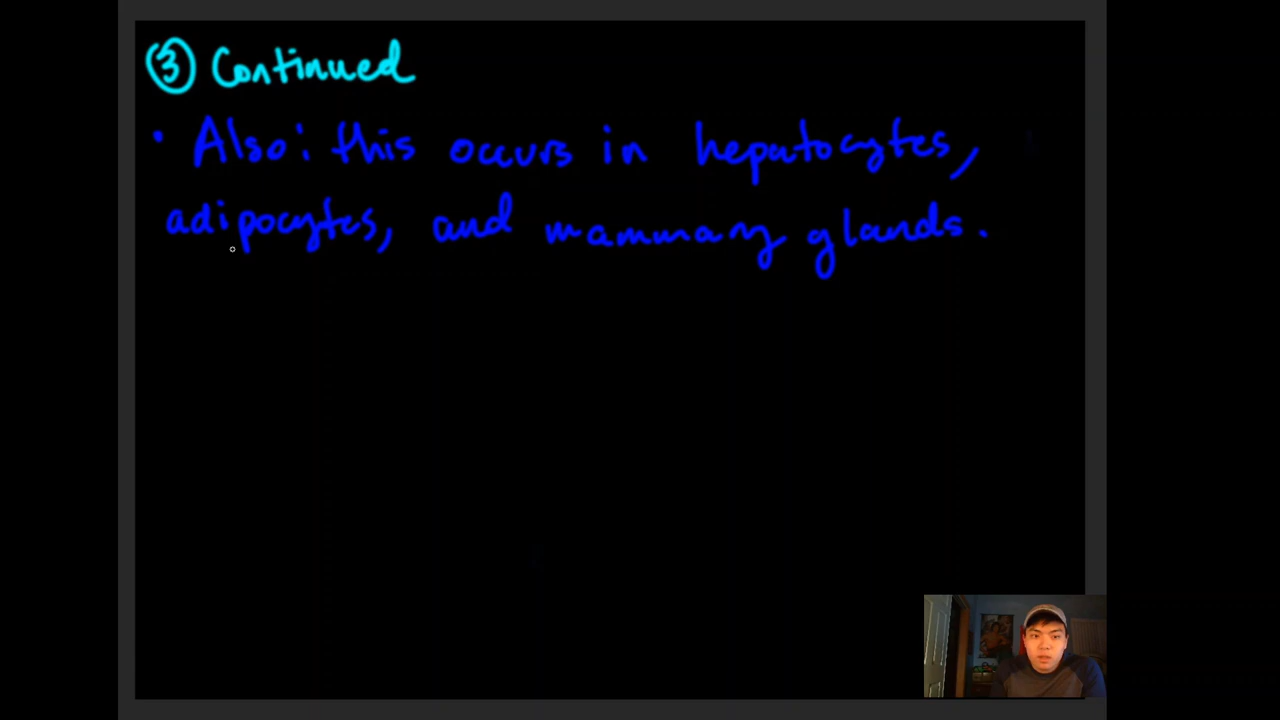 ③ Continued
• Also: this occurs in hepatocytes,
adipocytes, and mammary glands.